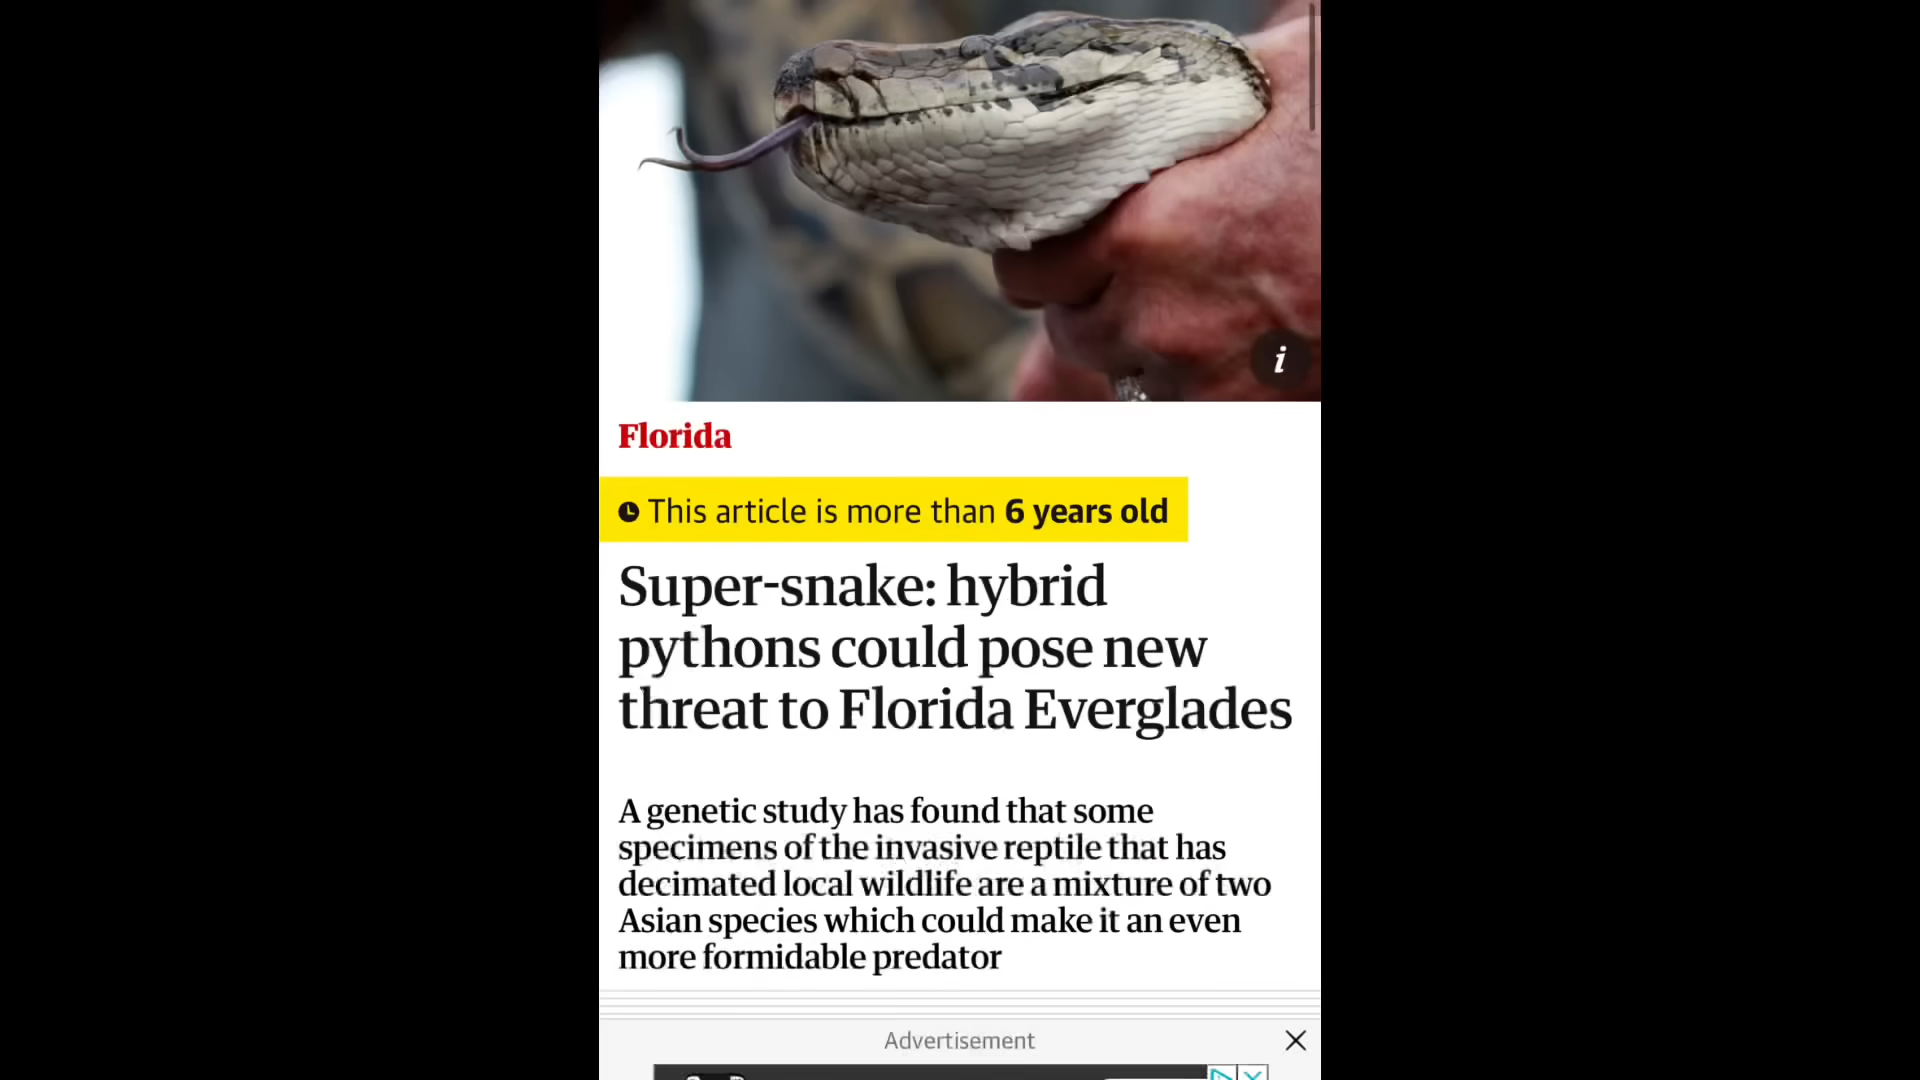 i
Florida
This article is more than 6 years old
Super-snake: hybrid
pythons could pose new
threat to Florida Everglades
A genetic study has found that some
specimens of the invasive reptile that has
decimated local wildlife are a mixture of two
Asian species which could make it an even
more formidable predator
Advertisement